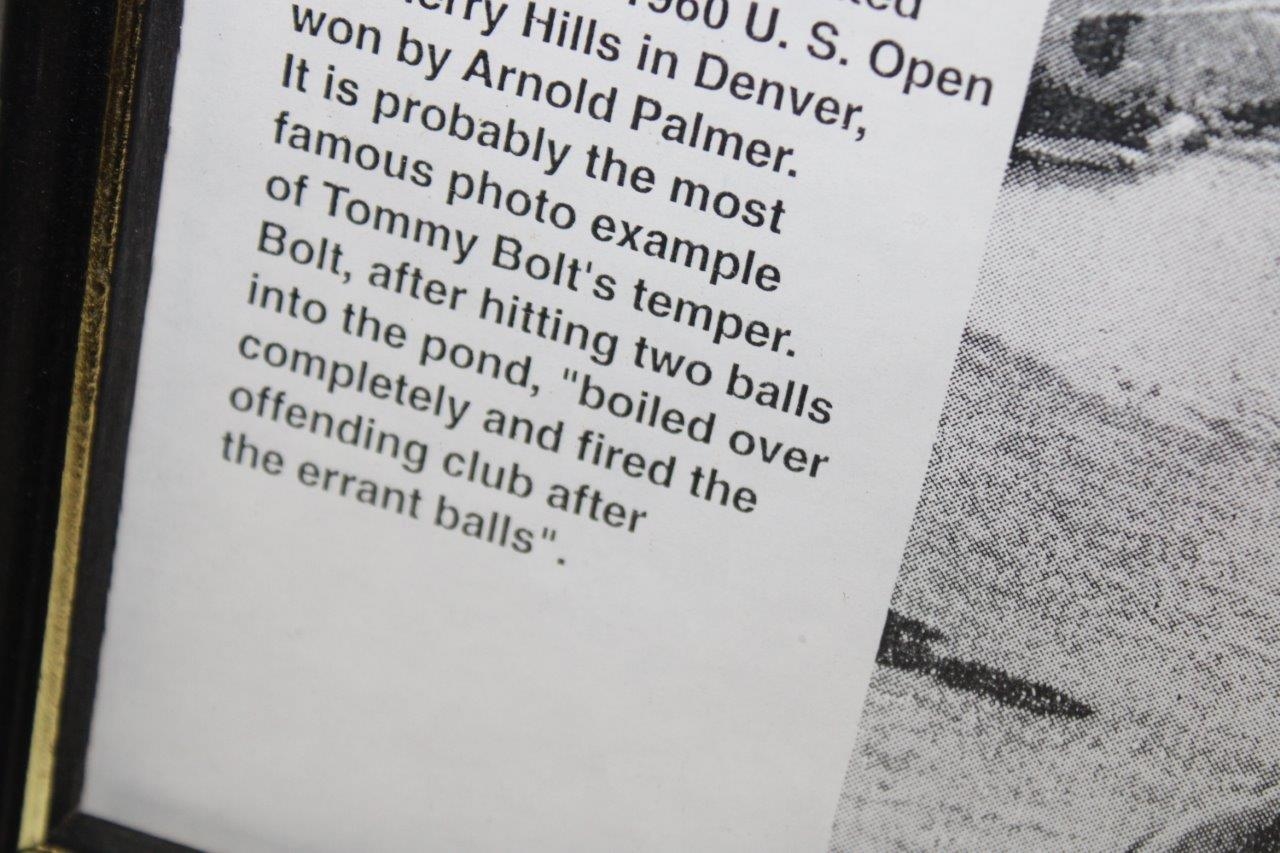 1960 U. S. Open
Hills in Denver,
won by Arnold Palmer.
It is probably the most
famous photo example
of Tommy Bolt's temper.
Bolt, after hitting two balls
into the pond, "boiled over
completely and fired the
offending club after
the errant balls".